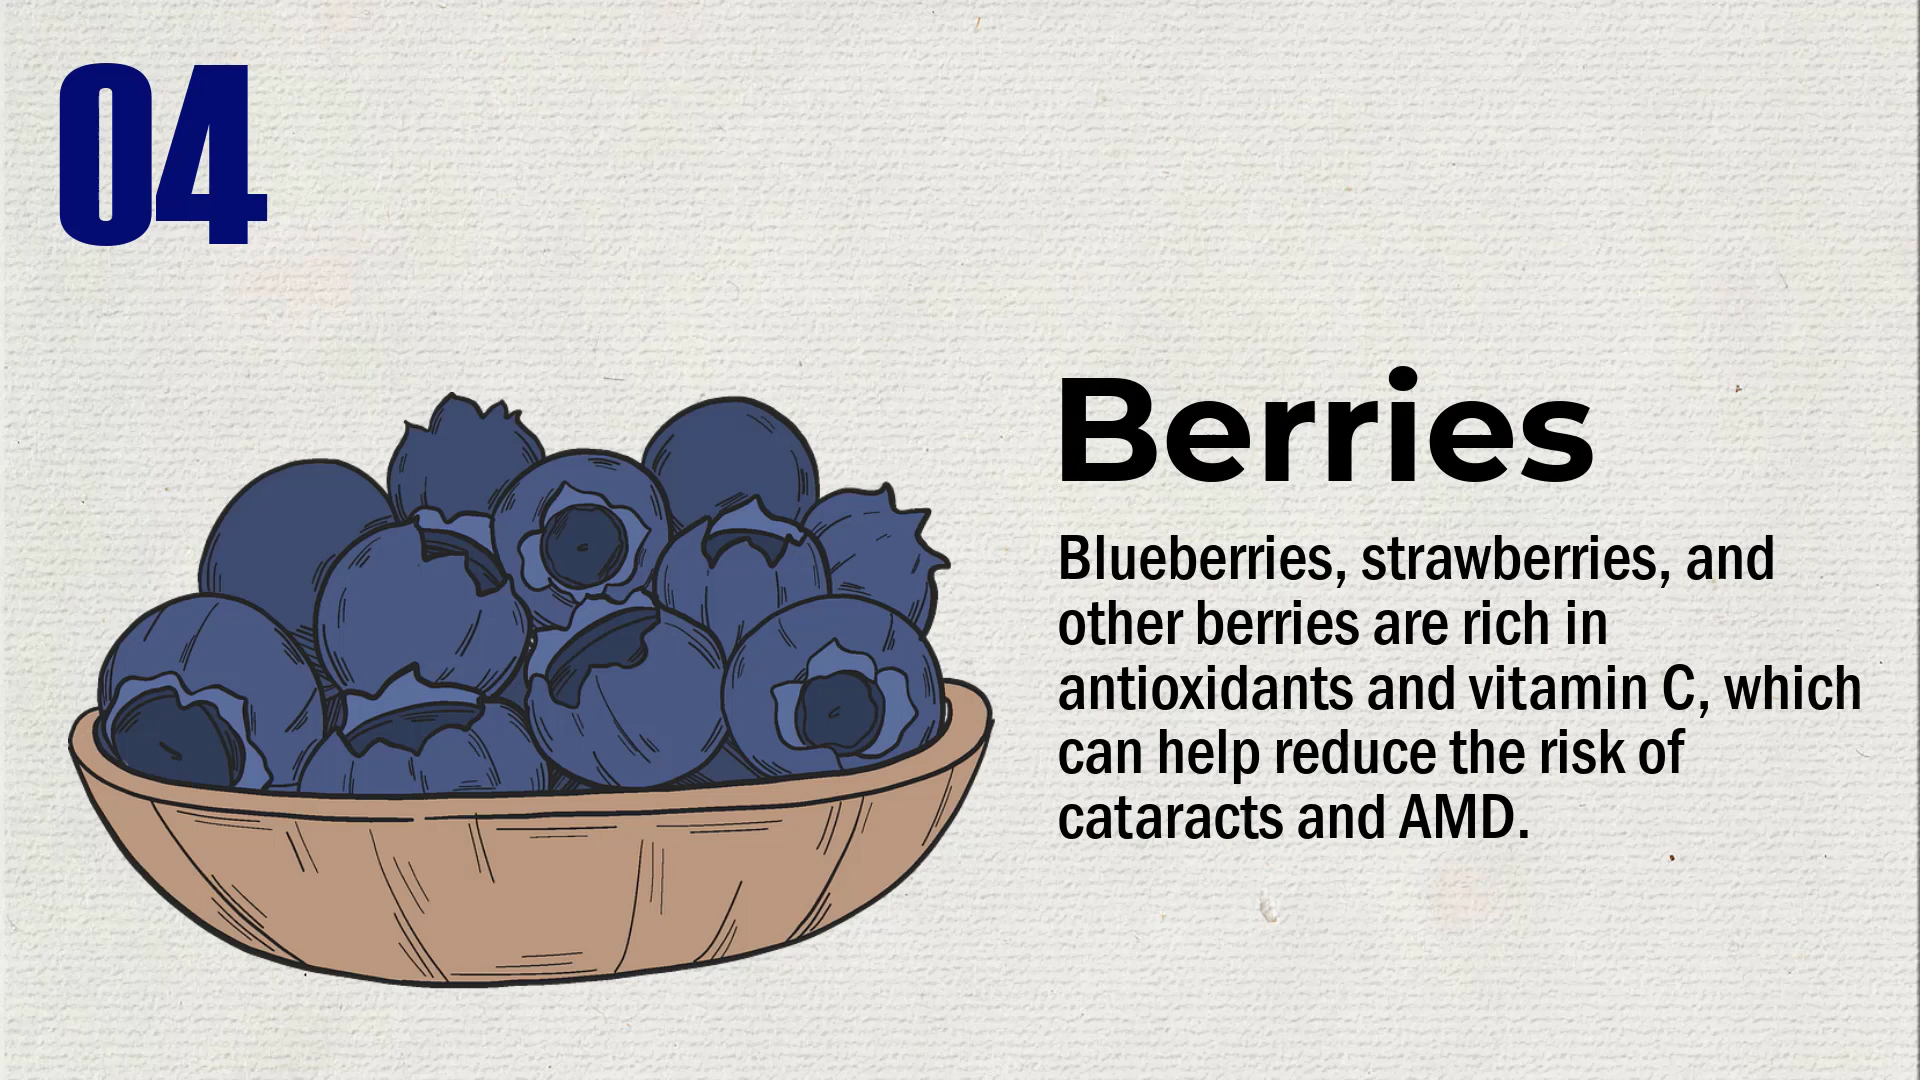 04
Berries
Blueberries, strawberries, and
other berries are rich in
antioxidants and vitamin C, which
can help reduce the risk of
cataracts and AMD.